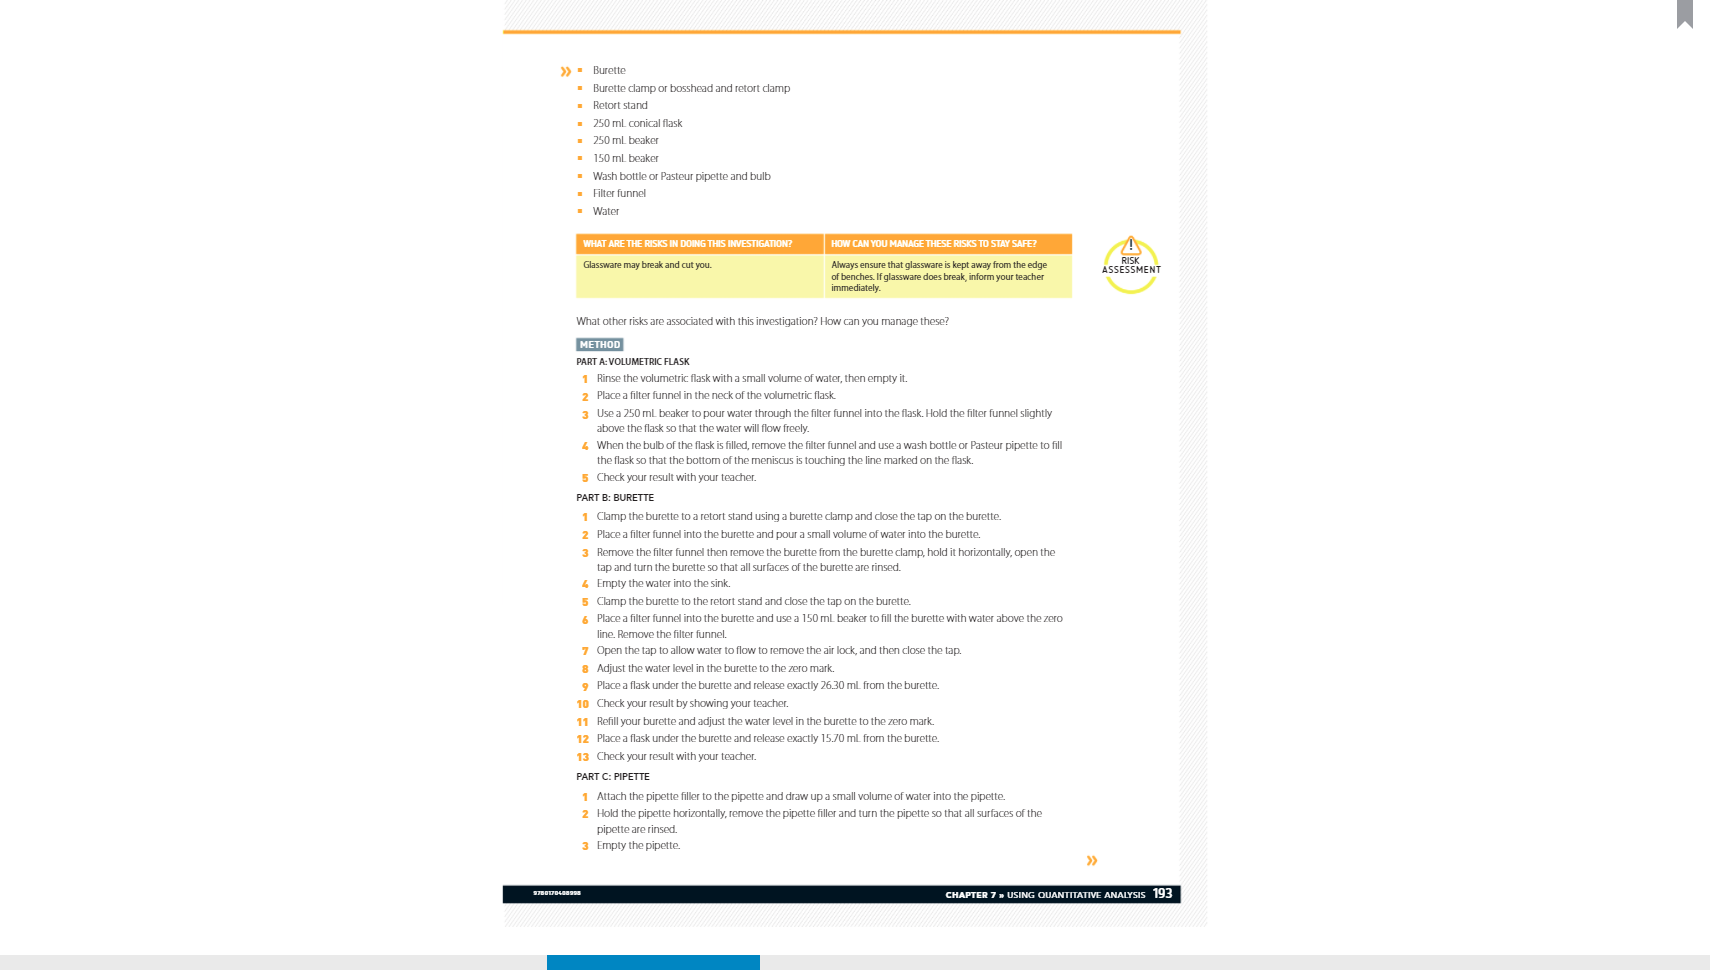 » ▪ Burette
▪ Burette clamp or bosshead and retort clamp
▪ Retort stand
▪ 250 mL conical flask
▪ 250 mL beaker
▪ 150 mL beaker
▪ Wash bottle or Pasteur pipette and bulb
▪ Filter funnel
▪ Water
WHAT ARE THE RISKS IN DOING THIS INVESTIGATION?
HOW CAN YOU MANAGE THESE RISKS TO STAY SAFE?
Glassware may break and cut you.
Always ensure that glassware is kept away from the edge
of benches. If glassware does break, inform your teacher
immediately.
!
RISK
ASSESSMENT
What other risks are associated with this investigation? How can you manage these?
METHOD
PART A: VOLUMETRIC FLASK
1 Rinse the volumetric flask with a small volume of water, then empty it.
2 Place a filter funnel in the neck of the volumetric flask.
3 Use a 250 mL beaker to pour water through the filter funnel into the flask. Hold the filter funnel slightly
above the flask so that the water will flow freely.
4 When the bulb of the flask is filled, remove the filter funnel and use a wash bottle or Pasteur pipette to fill
the flask so that the bottom of the meniscus is touching the line marked on the flask.
5 Check your result with your teacher.
PART B: BURETTE
1 Clamp the burette to a retort stand using a burette clamp and close the tap on the burette.
2 Place a filter funnel into the burette and pour a small volume of water into the burette.
3 Remove the filter funnel then remove the burette from the burette clamp, hold it horizontally, open the
tap and turn the burette so that all surfaces of the burette are rinsed.
4 Empty the water into the sink.
5 Clamp the burette to the retort stand and close the tap on the burette.
6 Place a filter funnel into the burette and use a 150 mL beaker to fill the burette with water above the zero
line. Remove the filter funnel.
7 Open the tap to allow water to flow to remove the air lock, and then close the tap.
8 Adjust the water level in the burette to the zero mark.
9 Place a flask under the burette and release exactly 26.30 mL from the burette.
10 Check your result by showing your teacher.
11 Refill your burette and adjust the water level in the burette to the zero mark.
12 Place a flask under the burette and release exactly 15.70 mL from the burette.
13 Check your result with your teacher.
PART C: PIPETTE
1 Attach the pipette filler to the pipette and draw up a small volume of water into the pipette.
2 Hold the pipette horizontally, remove the pipette filler and turn the pipette so that all surfaces of the
pipette are rinsed.
3 Empty the pipette.
»
9780170408998
CHAPTER 7 » USING QUANTITATIVE ANALYSIS 193